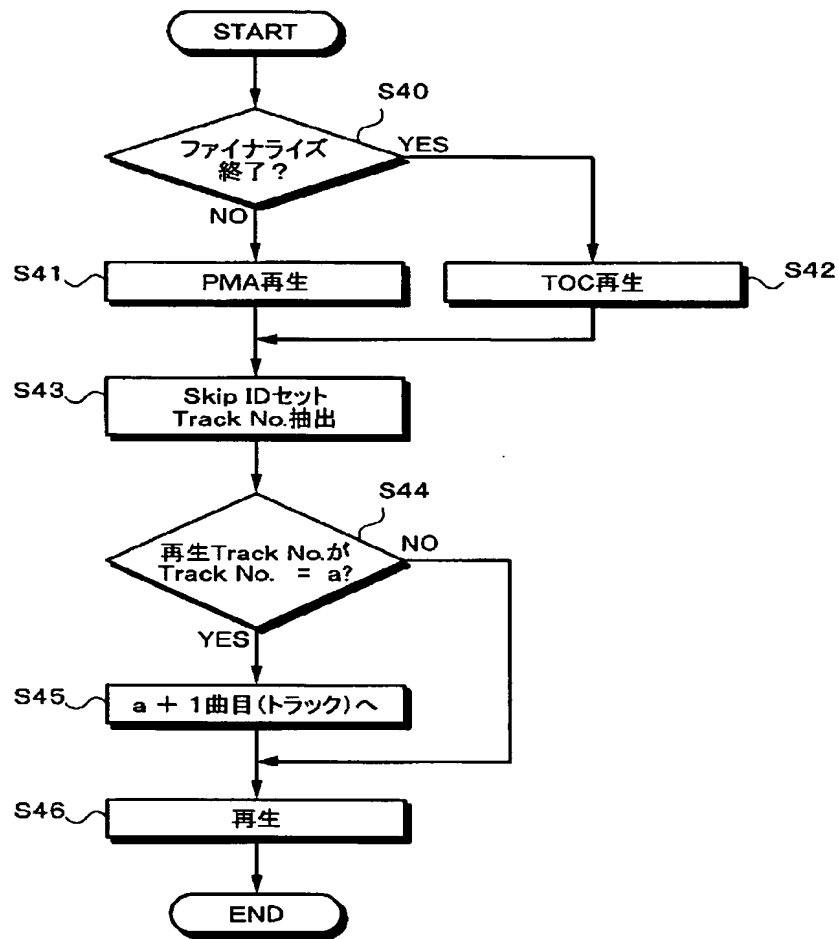 START
S40
ファイナライズ
終了?
YES
NO
S41
PMA再生
TOC再生
S42
S43
Skip IDセット
Track No.抽出
S44
再生Track No.が
Track No. = a?
NO
YES
S45
a + 1曲目(トラック)へ
S46
再生
END